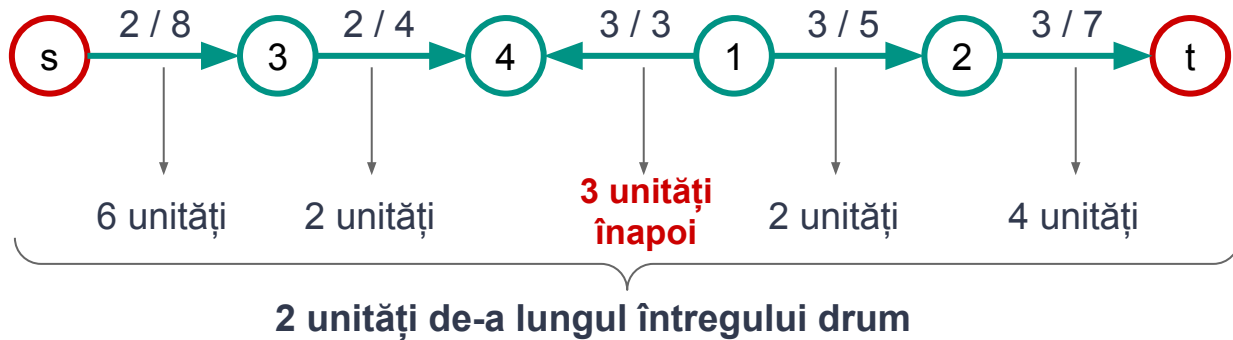 2 / 8 2 / 4 3 / 3 3 / 5 3 / 7
s 3 4 1 2 t
6 unități 2 unități 3 unități înapoi 2 unități 4 unități
2 unități de-a lungul întregului drum